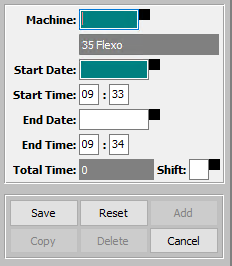 Machine:
35 Flexo
Start Date:
Start Time: 09 : 33
End Date:
End Time: 09 : 34
Total Time: 0 Shift:
Save Reset Add
Copy Delete Cancel